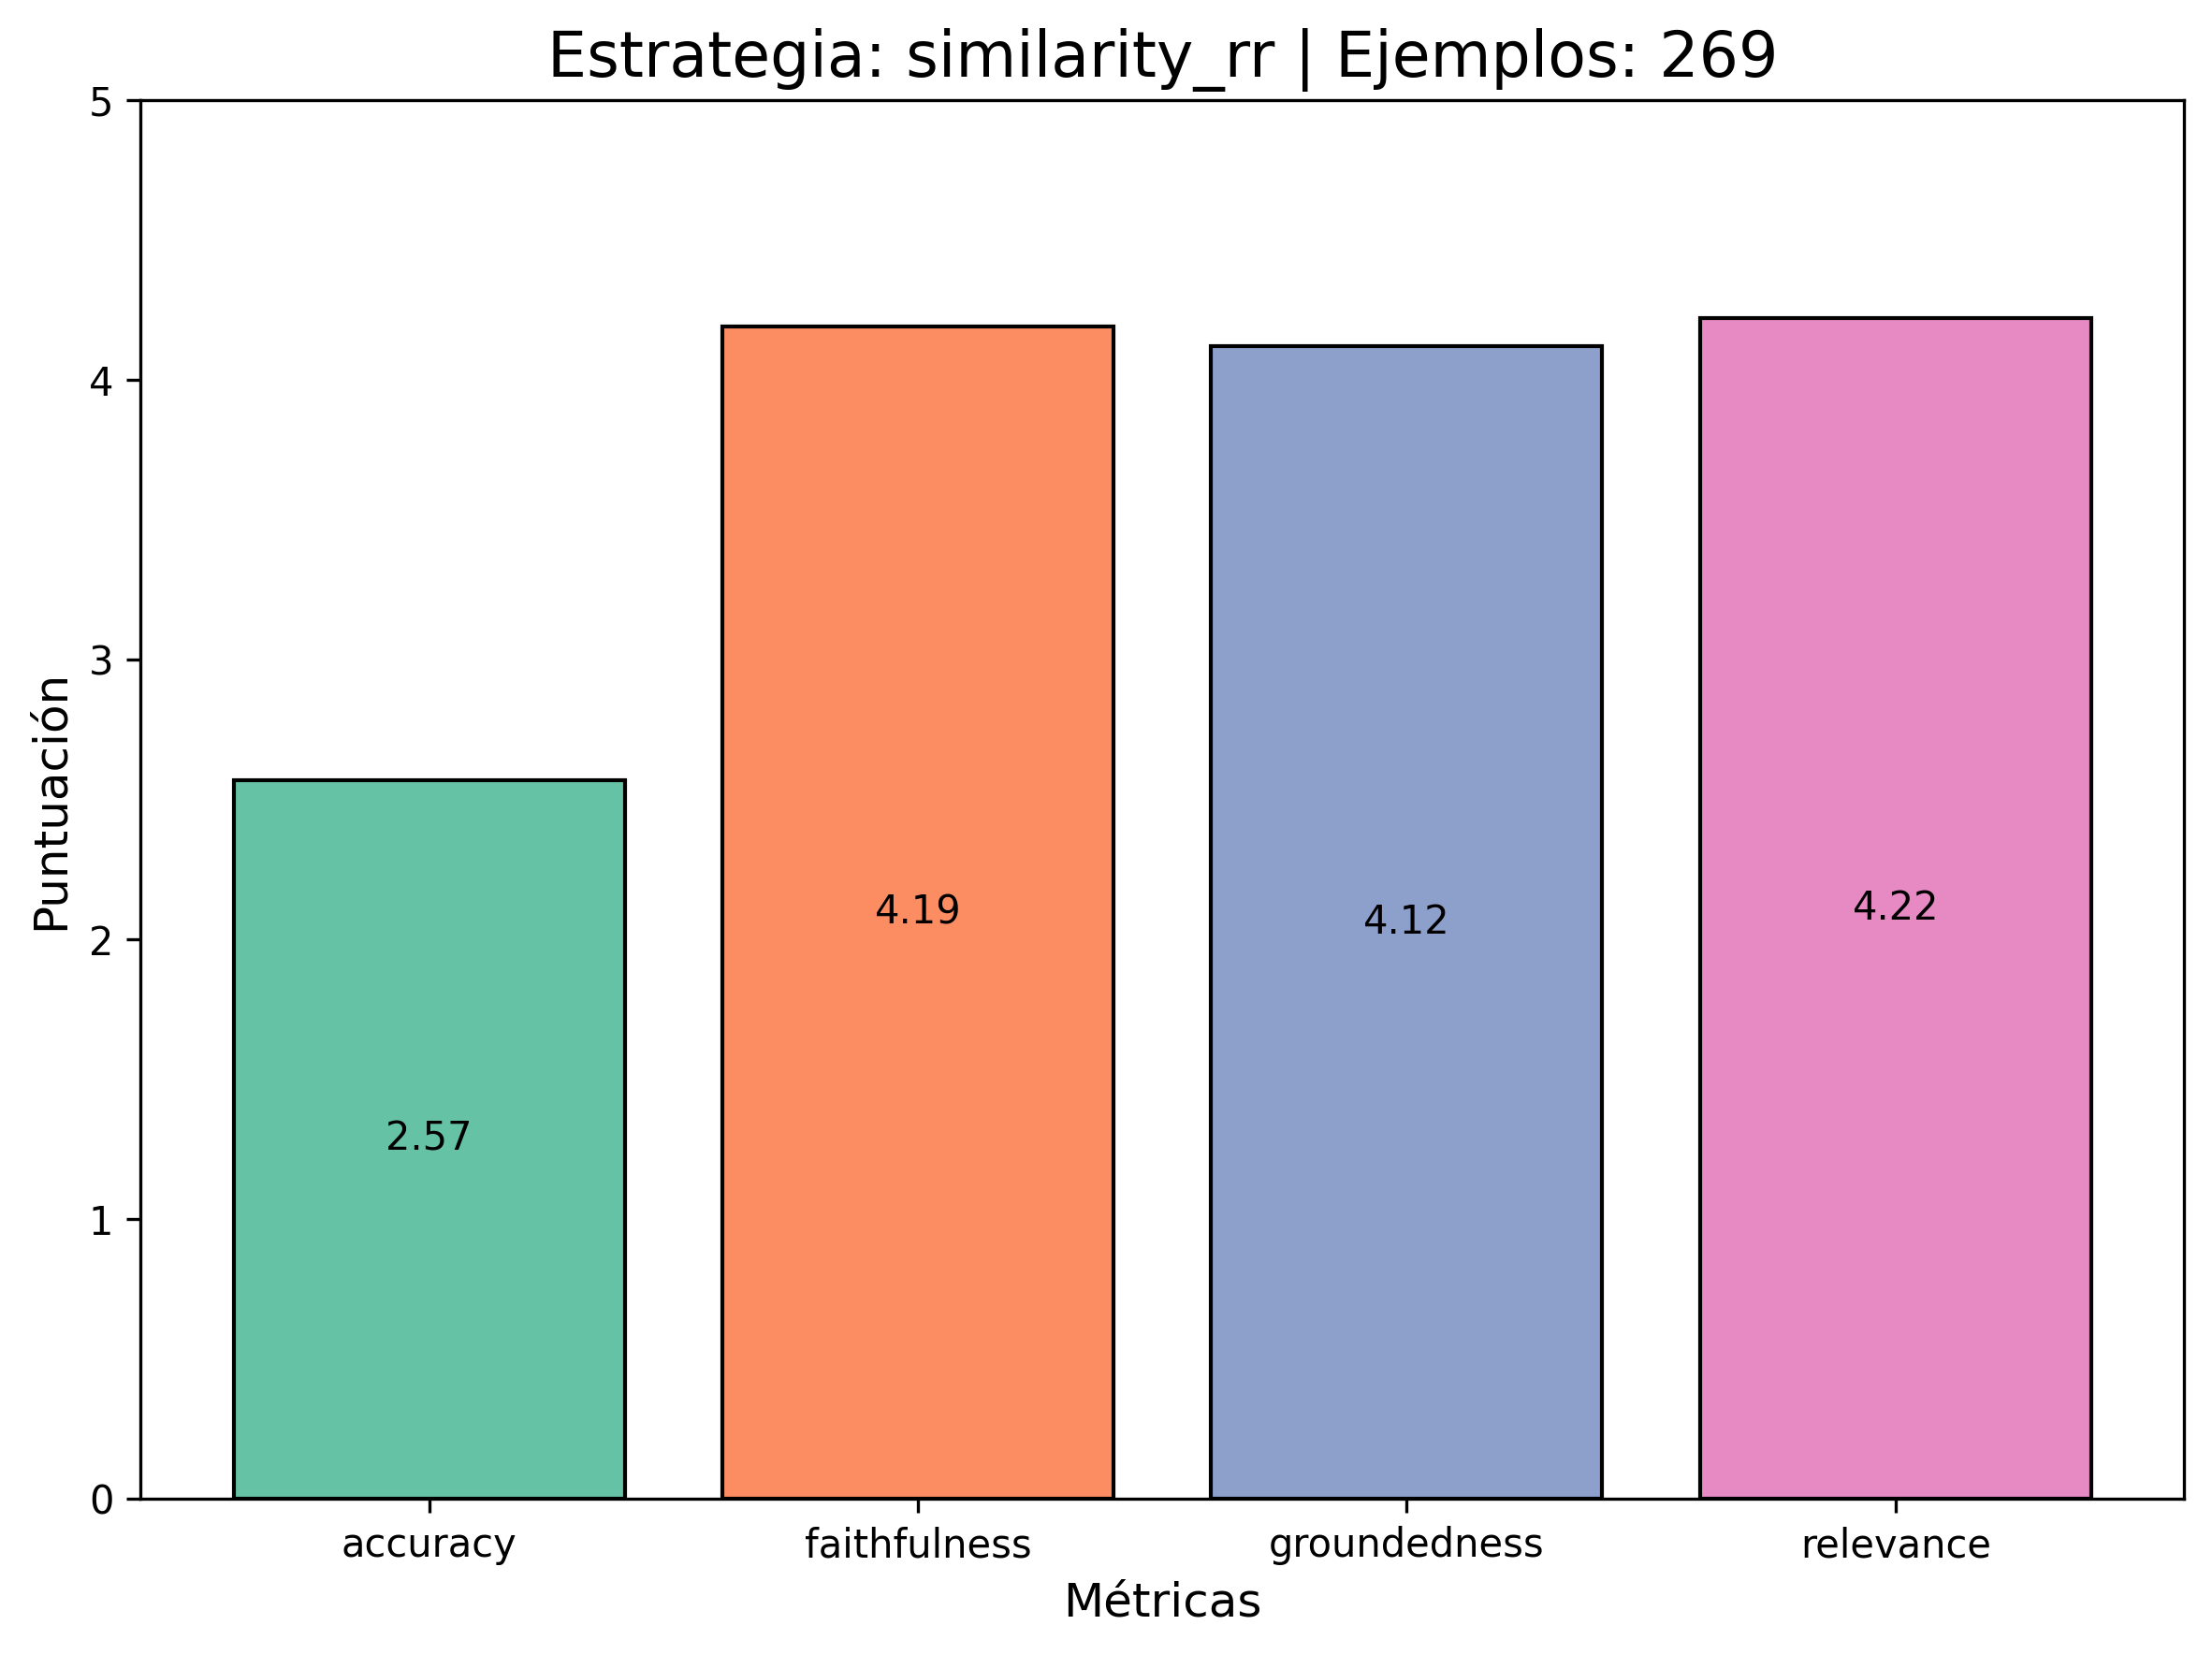 Estrategia: similarity_rr | Ejemplos: 269
Puntuación
5
4
3
2
1
0
2.57
4.19
4.12
4.22
accuracy
faithfulness
groundedness
relevance
Métricas